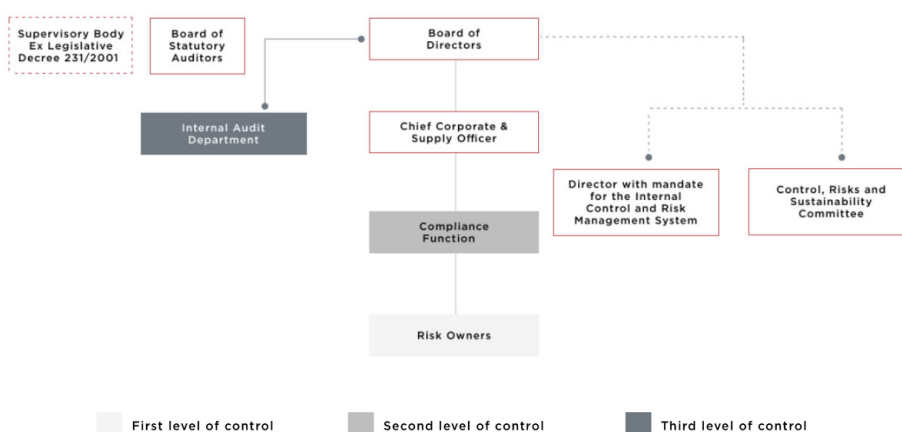 Supervisory Body
Ex Legislative
Decree 231/2001
Board of
Statutory
Auditors
Board of
Directors
Internal Audit
Department
Chief Corporate &
Supply Officer
Director with mandate
for the Internal
Control and Risk
Management System
Control, Risks and
Sustainability
Committee
Compliance
Function
Risk Owners
First level of control
Second level of control
Third level of control